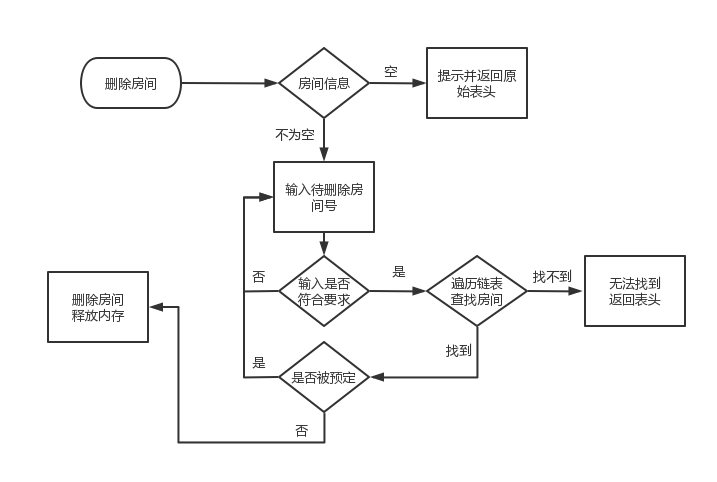 删除房间
房间信息
空
提示并返回原
始表头
不为空
输入待删除房
间号
否
输入是否
符合要求
是
遍历链表
查找房间
找不到
无法找到
返回表头
删除房间
释放内存
找到
是
是否被预定
否